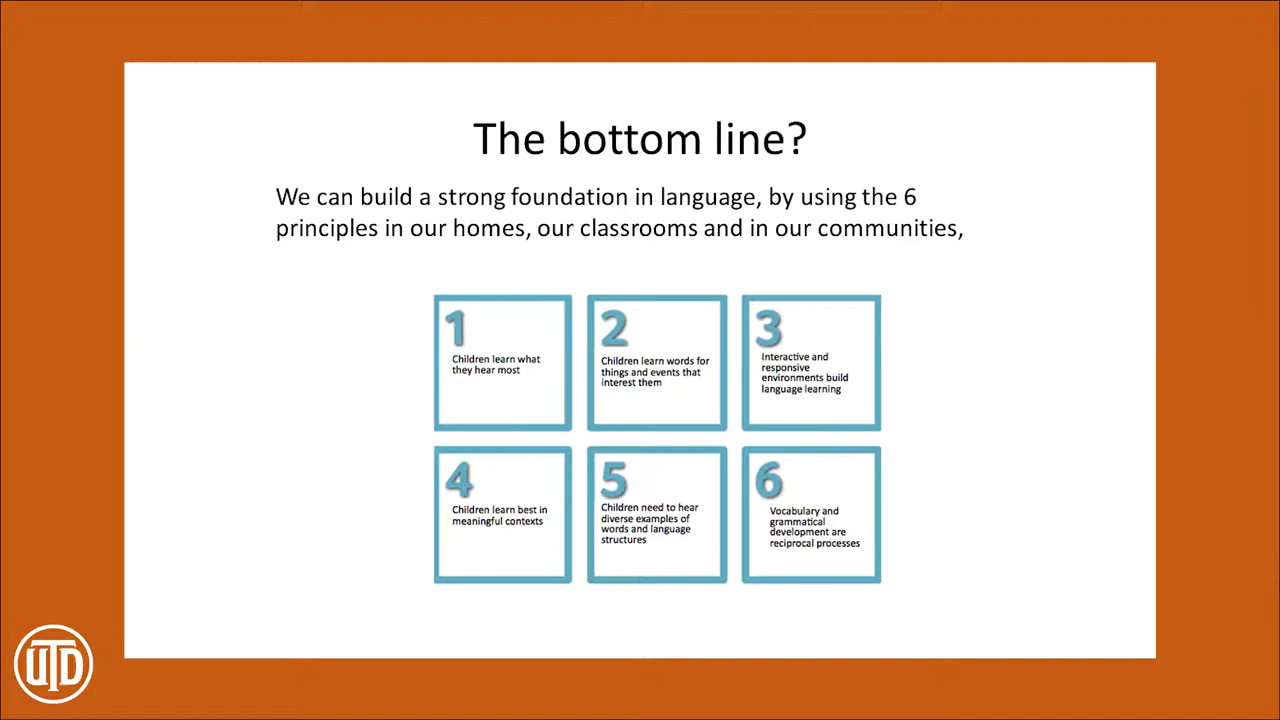 The bottom line?
We can build a strong foundation in language, by using the 6
principles in our homes, our classrooms and in our communities,
1
Children learn what
they hear most
2
Children learn words for
things and events that
interest them
3
Interactive and
responsive
environments build
language learning
4
Children learn best in
meaningful contexts
5
Children need to hear
diverse examples of
words and language
structures
6
Vocabulary and
grammatical
development are
reciprocal processes
UTD